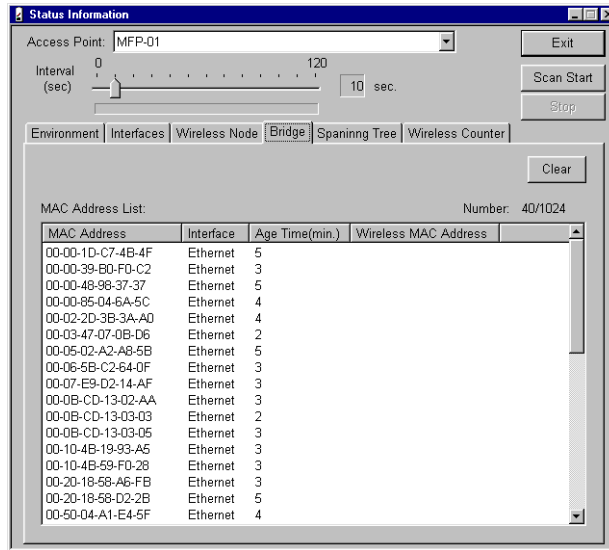 Status Information
Access Point: MFP-01
Exit
Interval (sec)
0 120
10 sec.
Scan Start
Stop
Environment Interfaces Wireless Node Bridge Spaninng Tree Wireless Counter
Clear
MAC Address List: Number: 40/1024
MAC Address Interface Age Time(min.) Wireless MAC Address
00-00-1D-C7-4B-4F Ethernet 5
00-00-39-B0-F0-C2 Ethernet 3
00-00-48-98-37-37 Ethernet 5
00-00-85-04-6A-5C Ethernet 4
00-02-2D-3B-3A-A0 Ethernet 4
00-03-47-07-0B-D6 Ethernet 2
00-05-02-A2-A8-5B Ethernet 5
00-06-5B-C2-64-0F Ethernet 3
00-07-E9-D2-14-AF Ethernet 3
00-0B-CD-13-02-AA Ethernet 3
00-0B-CD-13-03-03 Ethernet 2
00-0B-CD-13-03-05 Ethernet 3
00-10-4B-19-93-A5 Ethernet 3
00-10-4B-59-F0-28 Ethernet 3
00-20-18-58-A6-FB Ethernet 3
00-20-18-58-D2-2B Ethernet 5
00-50-04-A1-E4-5F Ethernet 4